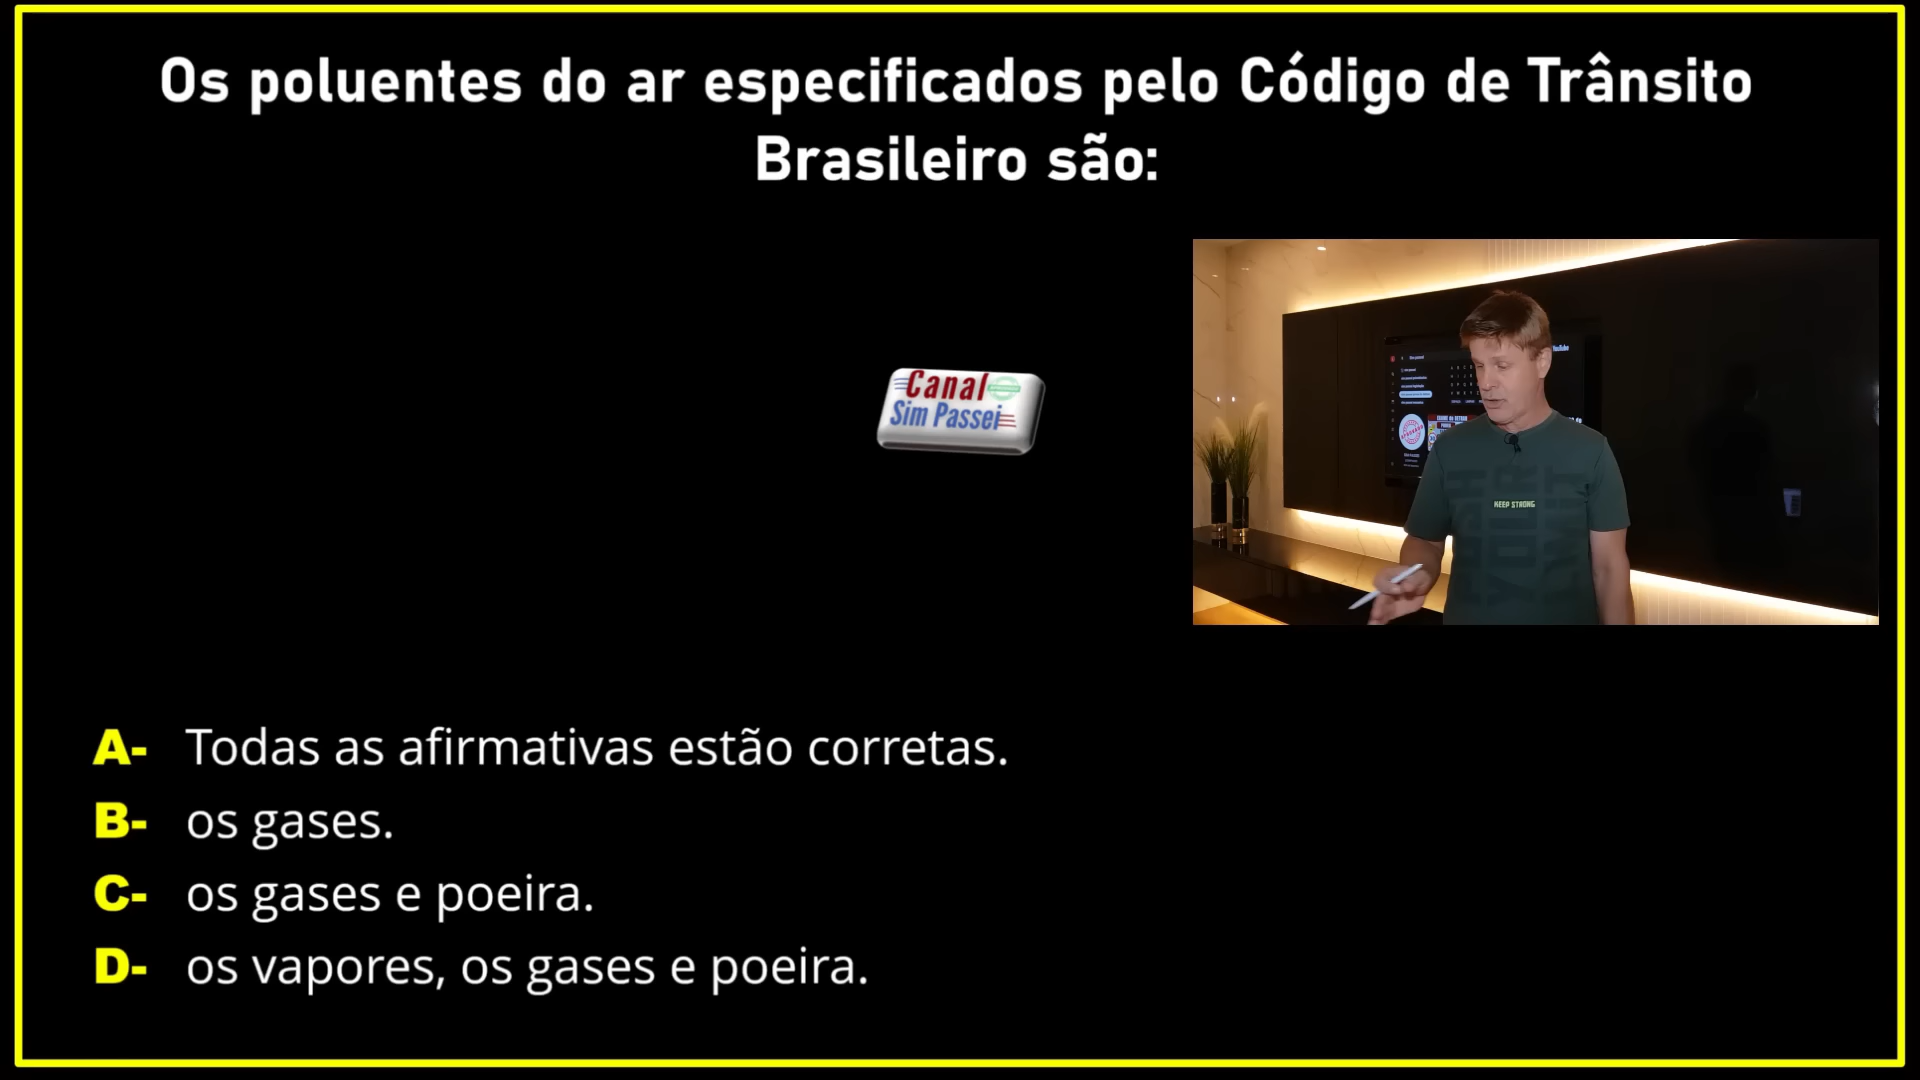 Os poluentes do ar especificados pelo Código de Trânsito
Brasileiro são:
Canal
Sim Passei
YouTube
KEEP STRONG
A- Todas as afirmativas estão corretas.
B- os gases.
C- os gases e poeira.
D- os vapores, os gases e poeira.